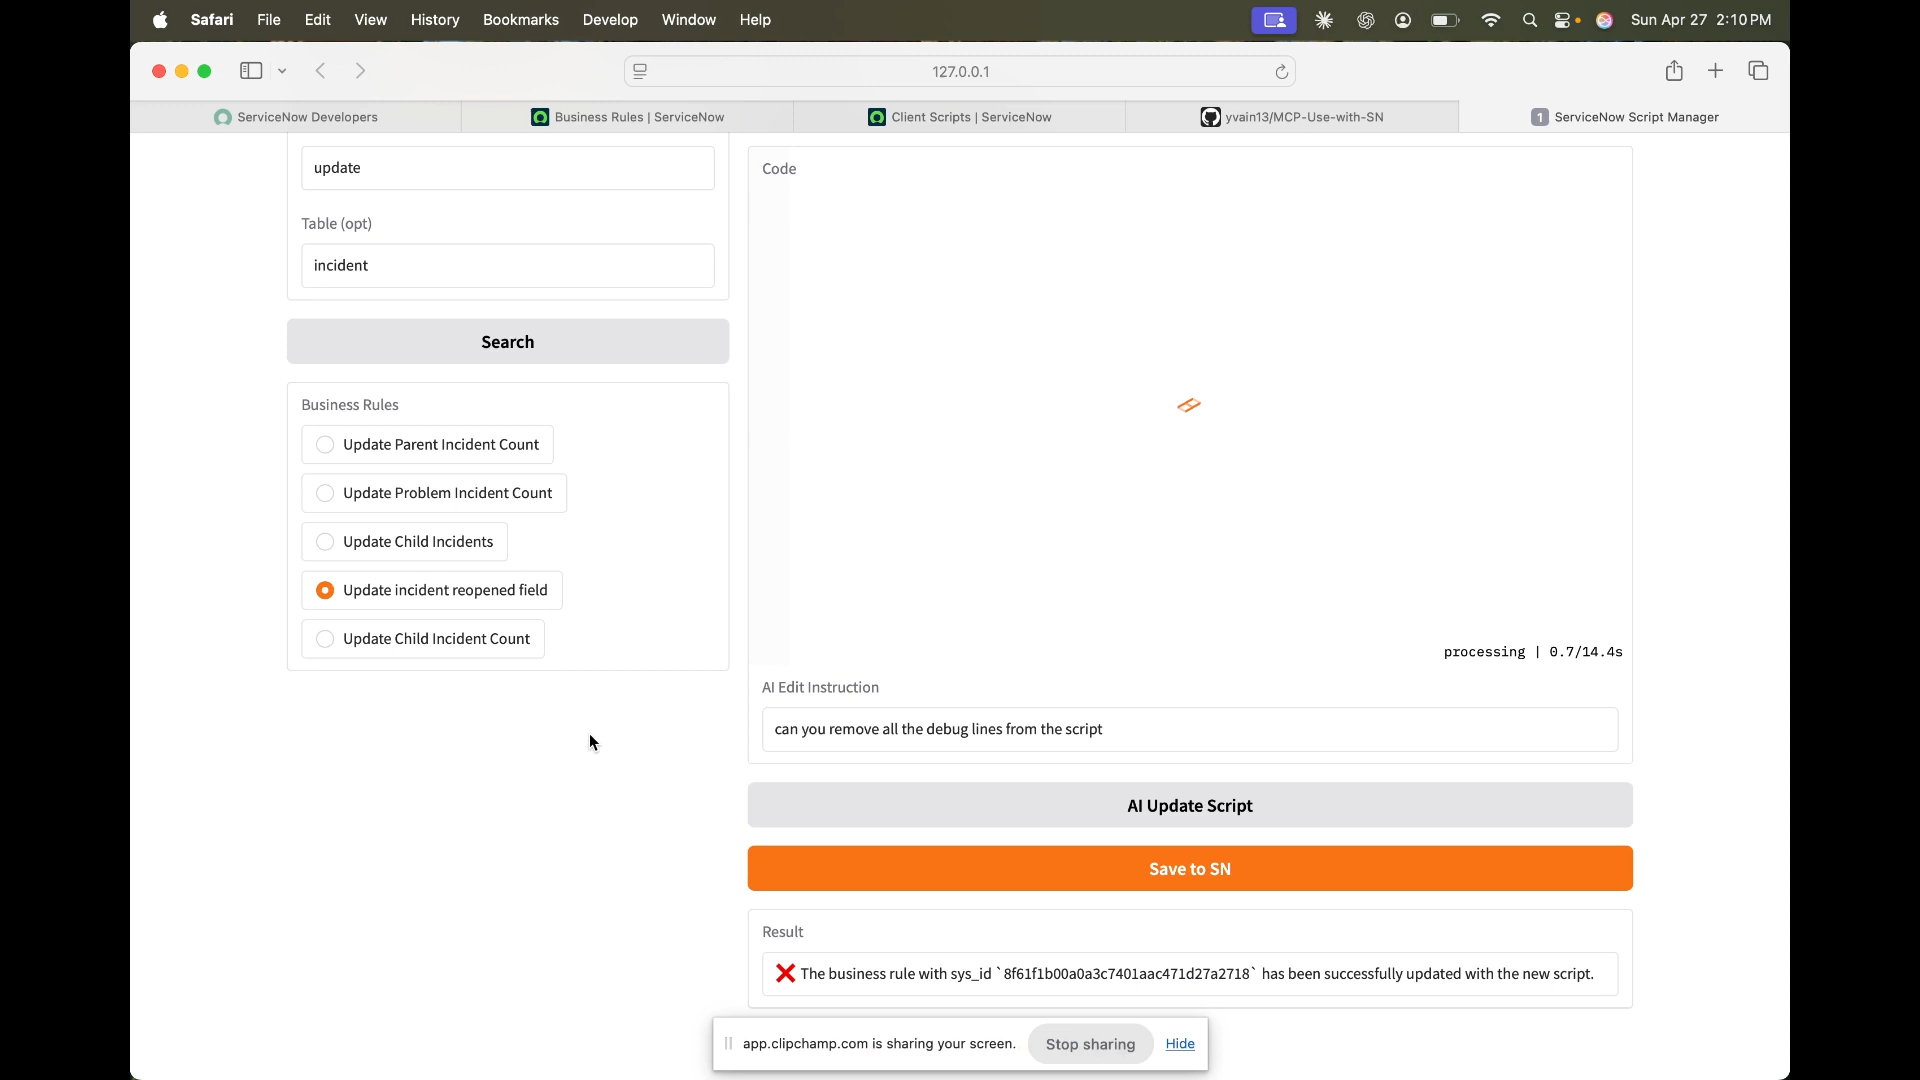 Safari File Edit View History Bookmarks Develop Window Help Sun Apr 27 2:10 PM
127.0.0.1
ServiceNow Developers Business Rules | ServiceNow Client Scripts | ServiceNow yvain13/MCP-Use-with-SN 1 ServiceNow Script Manager
update
Table (opt)
incident
Search
Business Rules
Update Parent Incident Count
Update Problem Incident Count
Update Child Incidents
Update incident reopened field
Update Child Incident Count
Code
processing | 0.7/14.4s
AI Edit Instruction
can you remove all the debug lines from the script
AI Update Script
Save to SN
Result
❌ The business rule with sys_id `8f61f1b00a0a3c7401aac471d27a2718` has been successfully updated with the new script.
app.clipchamp.com is sharing your screen. Stop sharing Hide